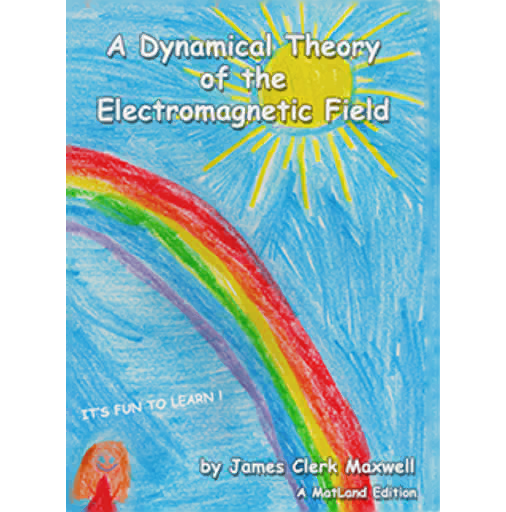 A Dynamical Theory
of the
Electromagnetic Field
IT'S FUN TO LEARN !
by James Clerk Maxwell
A MatLand Edition